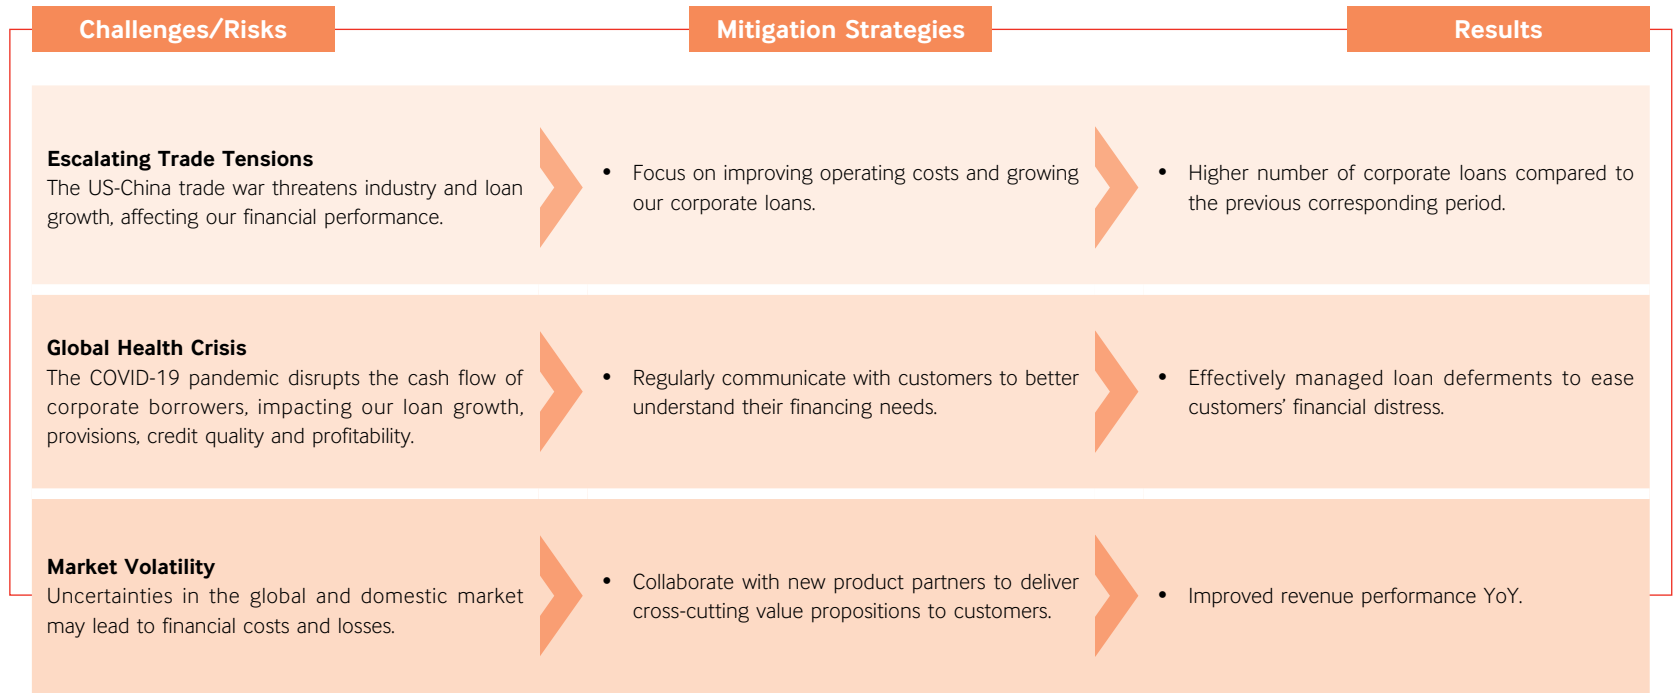 Challenges/Risks
Mitigation Strategies
Results
Escalating Trade Tensions
The US-China trade war threatens industry and loan
growth, affecting our financial performance.
• Focus on improving operating costs and growing
our corporate loans.
• Higher number of corporate loans compared to
the previous corresponding period.
Global Health Crisis
The COVID-19 pandemic disrupts the cash flow of
corporate borrowers, impacting our loan growth,
provisions, credit quality and profitability.
• Regularly communicate with customers to better
understand their financing needs.
• Effectively managed loan deferments to ease
customers’ financial distress.
Market Volatility
Uncertainties in the global and domestic market
may lead to financial costs and losses.
• Collaborate with new product partners to deliver
cross-cutting value propositions to customers.
• Improved revenue performance YoY.